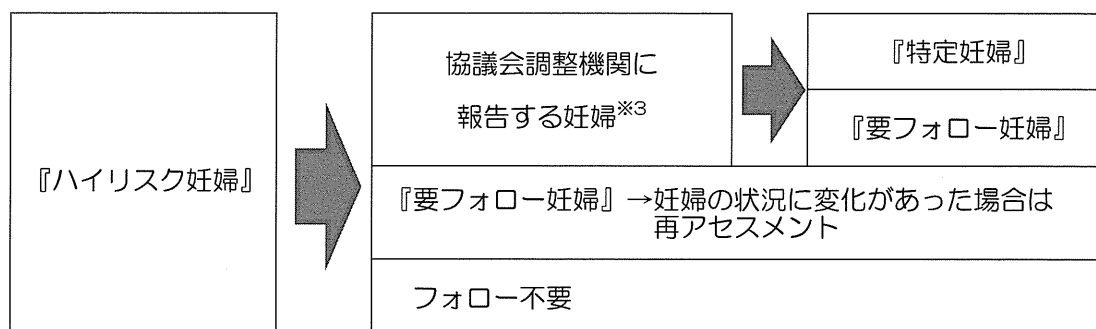 『ハイリスク妊婦』
協議会調整機関に
報告する妊婦※3
『特定妊婦』
『要フォロー妊婦』
『要フォロー妊婦』→妊婦の状況に変化があった場合は
再アセスメント
フォロー不要